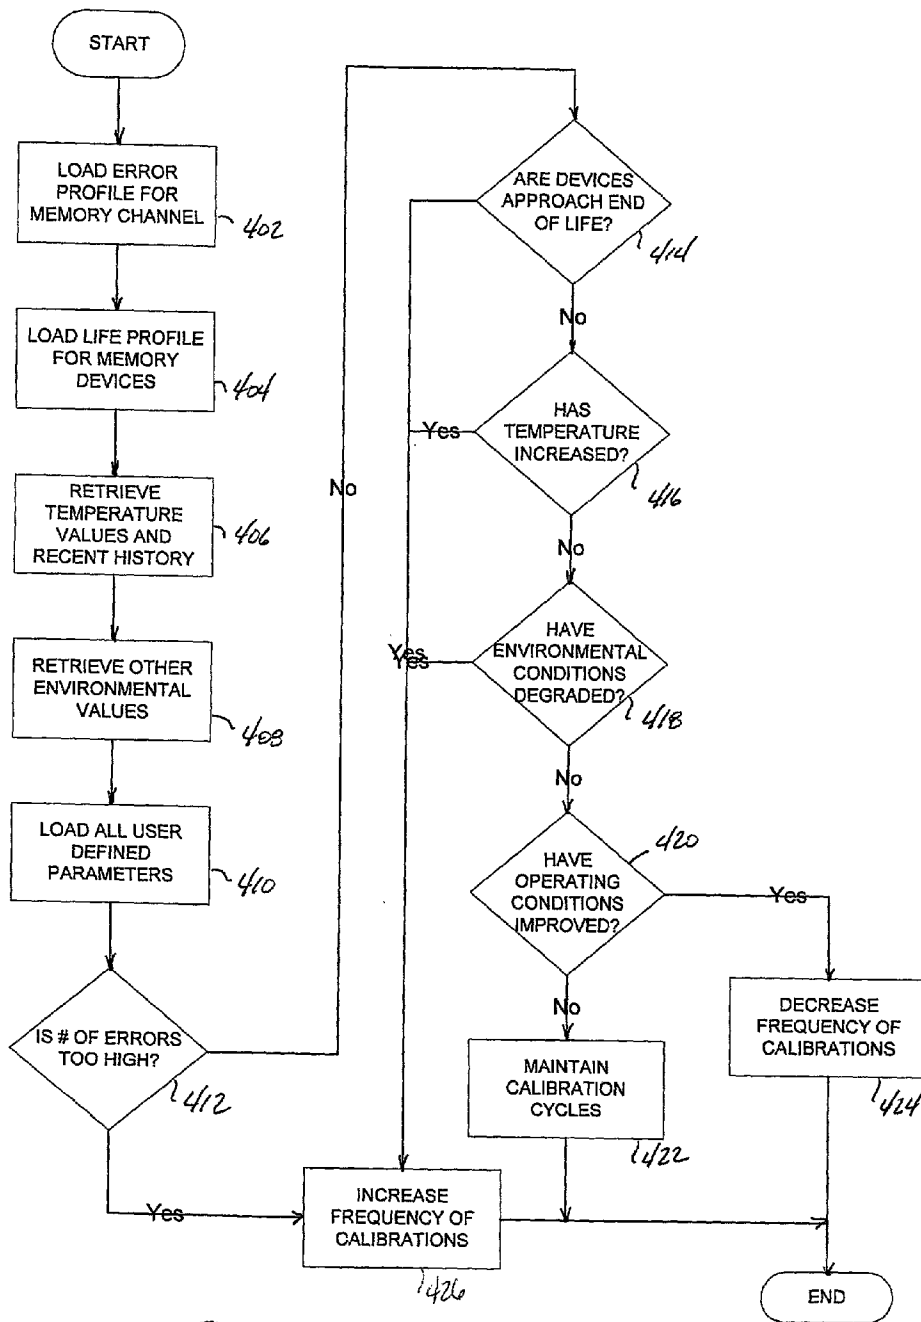 START
LOAD ERROR
PROFILE FOR
MEMORY CHANNEL
402
LOAD LIFE PROFILE
FOR MEMORY
DEVICES
404
RETRIEVE
TEMPERATURE
VALUES AND
RECENT HISTORY
406
RETRIEVE OTHER
ENVIRONMENTAL
VALUES
408
LOAD ALL USER
DEFINED
PARAMETERS
410
IS # OF ERRORS
TOO HIGH?
412
No
Yes
ARE DEVICES
APPROACH END
OF LIFE?
414
No
Yes
HAS
TEMPERATURE
INCREASED?
416
Yes
No
HAVE
ENVIRONMENTAL
CONDITIONS
DEGRADED?
418
Yes
No
HAVE
OPERATING
CONDITIONS
IMPROVED?
420
Yes
No
MAINTAIN
CALIBRATION
CYCLES
422
DECREASE
FREQUENCY OF
CALIBRATIONS
424
INCREASE
FREQUENCY OF
CALIBRATIONS
426
END